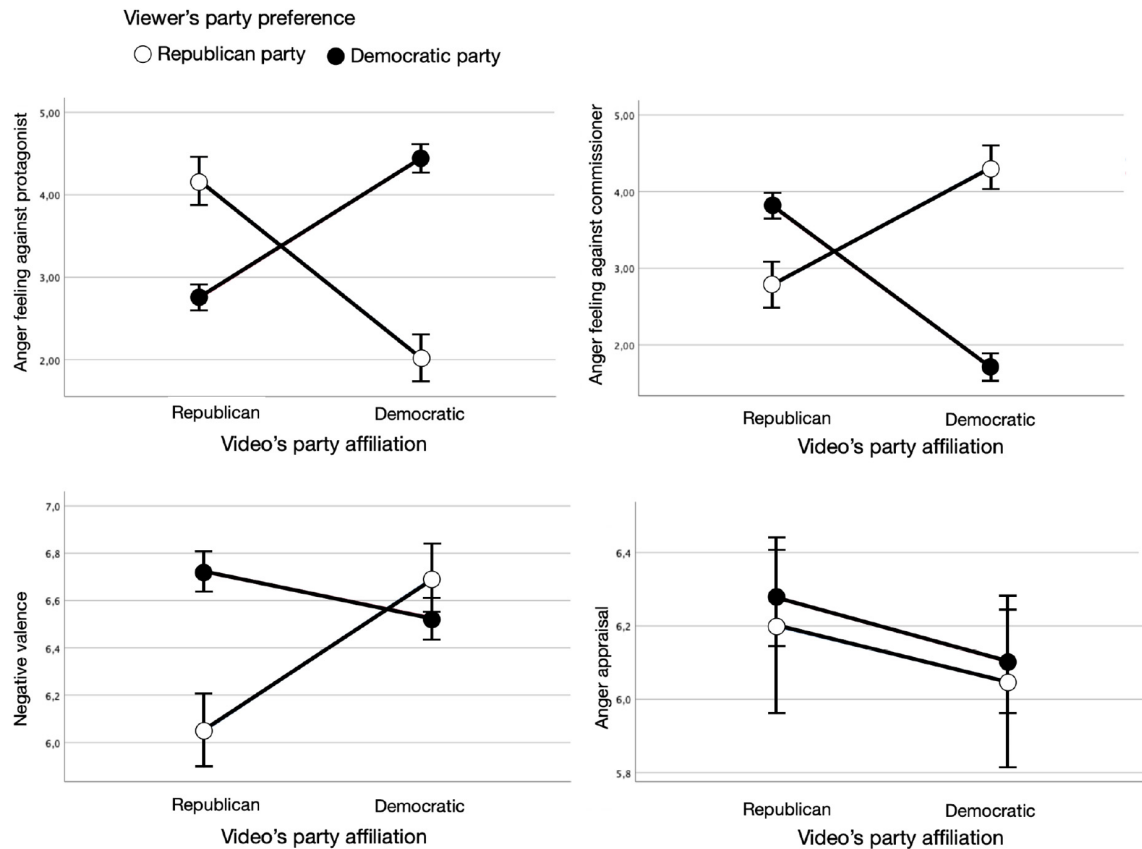 Viewer's party preference
Republican party
Democratic party
Anger feeling against protagonist
5,00
4,00
3,00
2,00
Republican
Democratic
Video's party affiliation
Anger feeling against commissioner
5,00
4,00
3,00
2,00
Republican
Democratic
Video's party affiliation
Negative valence
7,0
6,8
6,6
6,4
6,2
6,0
Republican
Democratic
Video's party affiliation
Anger appraisal
6,4
6,2
6,0
5,8
Republican
Democratic
Video's party affiliation